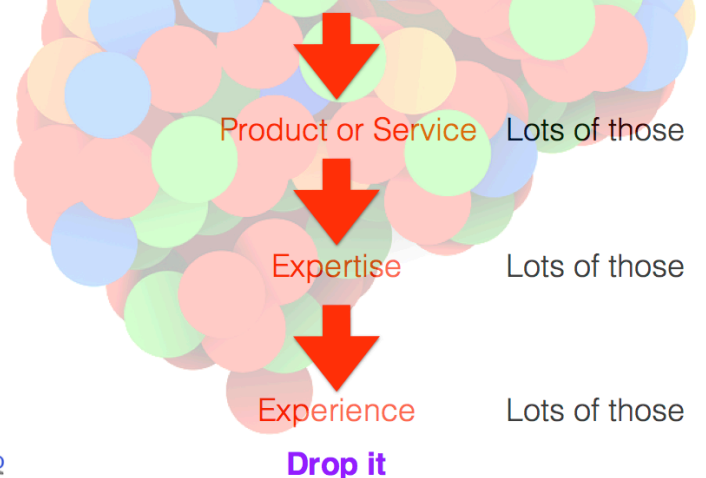 Product or Service Lots of those
Expertise Lots of those
Experience Lots of those
Drop it